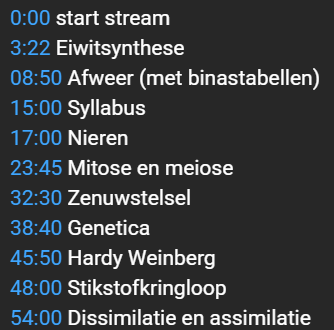 0:00 start stream
3:22 Eiwitsynthese
08:50 Afweer (met binastabellen)
15:00 Syllabus
17:00 Nieren
23:45 Mitose en meiose
32:30 Zenuwstelsel
38:40 Genetica
45:50 Hardy Weinberg
48:00 Stikstofkringloop
54:00 Dissimilatie en assimilatie